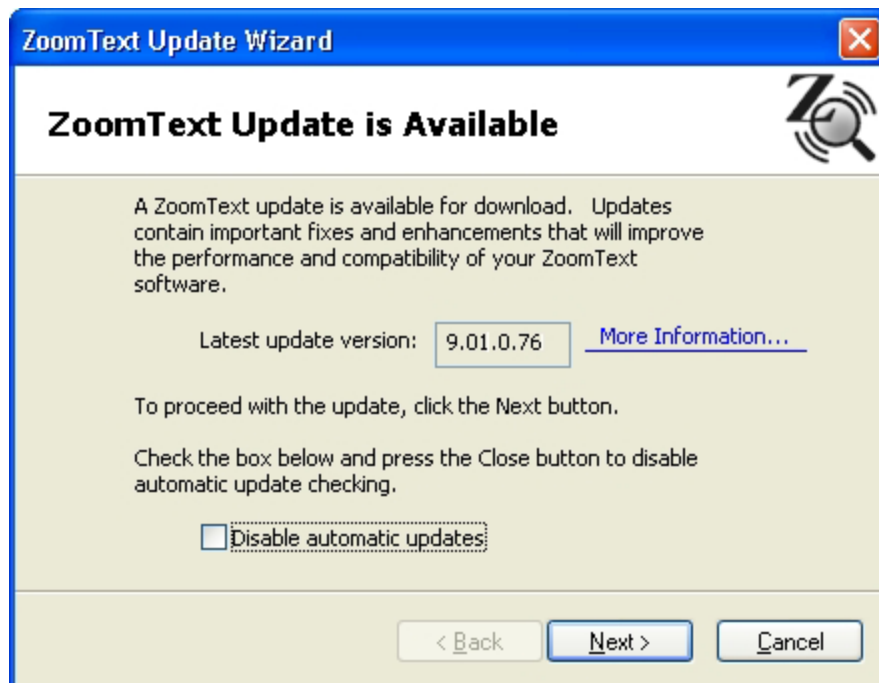 ZoomText Update Wizard
ZoomText Update is Available
A ZoomText update is available for download.   Updates
contain important fixes and enhancements that will improve
the performance and compatibility of your ZoomText
software.
Latest update version: 9.01.0.76 More Information...
To proceed with the update, click the Next button.
Check the box below and press the Close button to disable
automatic update checking.
Disable automatic updates
< Back Next > Cancel